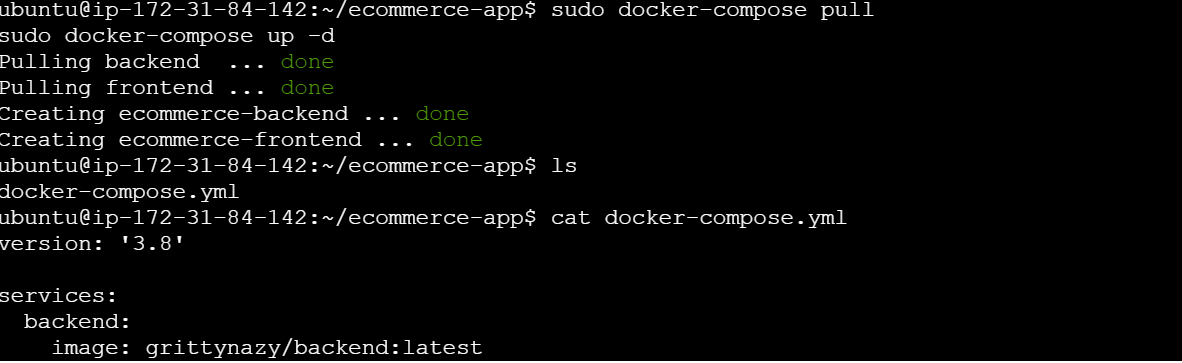 ubuntu@ip-172-31-84-142:~/ecommerce-app$ sudo docker-compose pull
sudo docker-compose up -d
Pulling backend  ... done
Pulling frontend ... done
Creating ecommerce-backend ... done
Creating ecommerce-frontend ... done
ubuntu@ip-172-31-84-142:~/ecommerce-app$ ls
docker-compose.yml
ubuntu@ip-172-31-84-142:~/ecommerce-app$ cat docker-compose.yml
version: '3.8'
services:
  backend:
    image: grittynazy/backend:latest